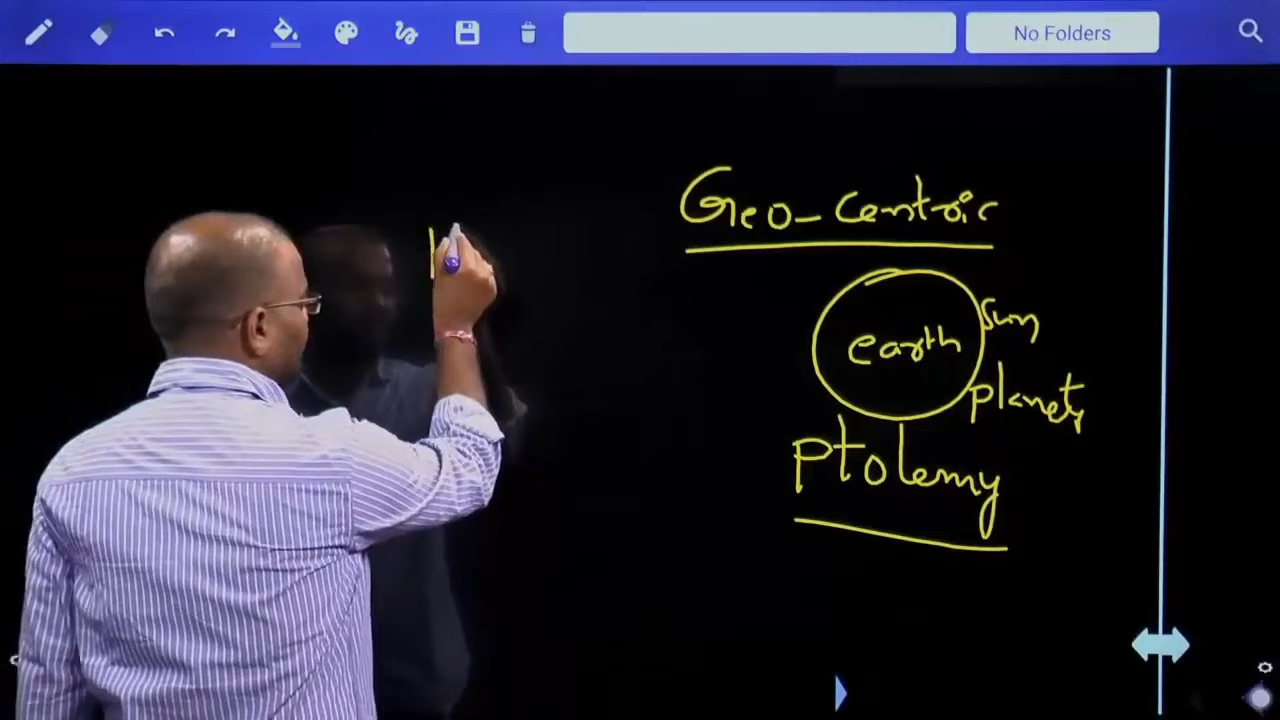 No Folders
Geo-Centric
earth
sun
planets
Ptolemy